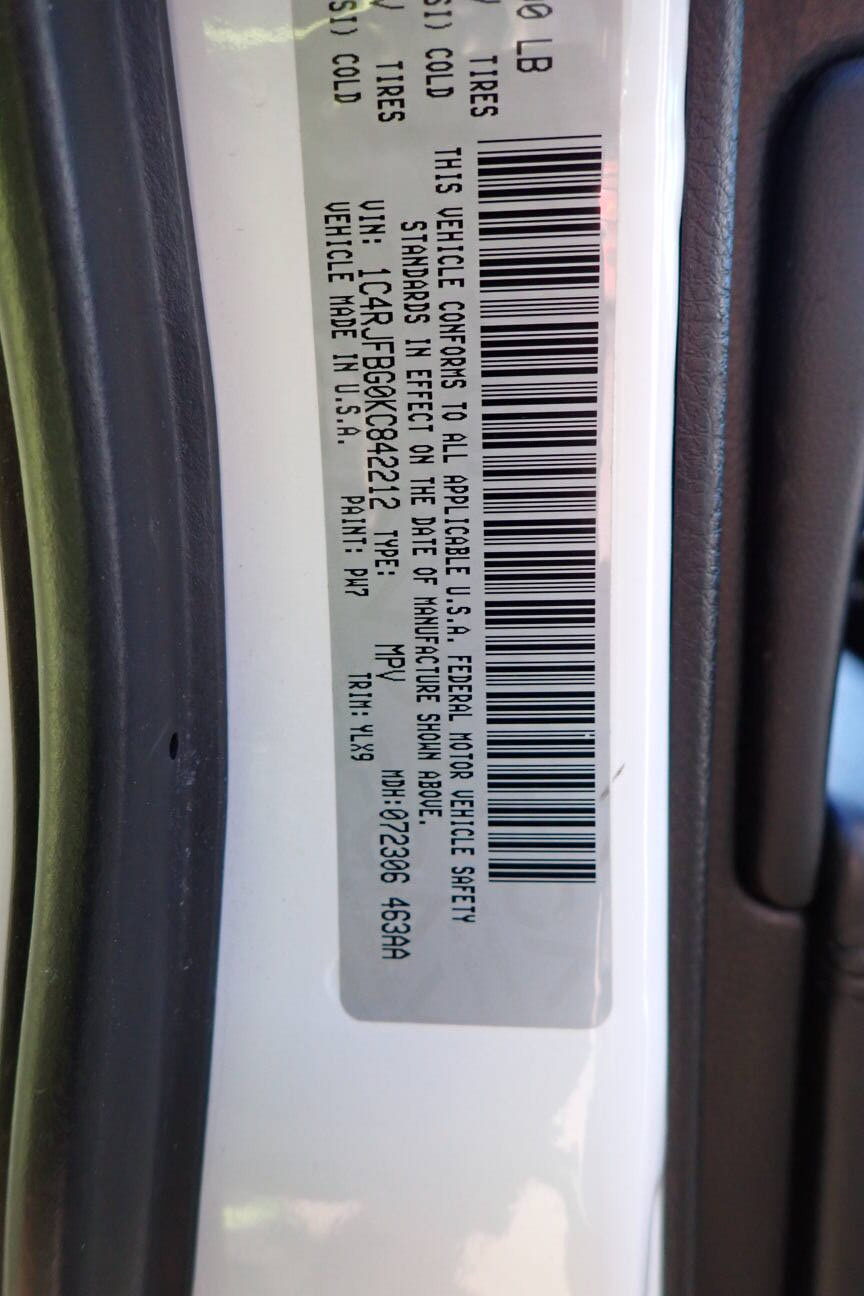 00 LB
TIRES
SI) COLD
TIRES
SI) COLD
THIS VEHICLE CONFORMS TO ALL APPLICABLE U.S.A. FEDERAL MOTOR VEHICLE SAFETY
STANDARDS IN EFFECT ON THE DATE OF MANUFACTURE SHOWN ABOVE.
VIN: 1C4RJFBG0KC842212 TYPE: MPV MDH:072306 463AA
VEHICLE MADE IN U.S.A. PAINT: PW7 TRIM: YLX9